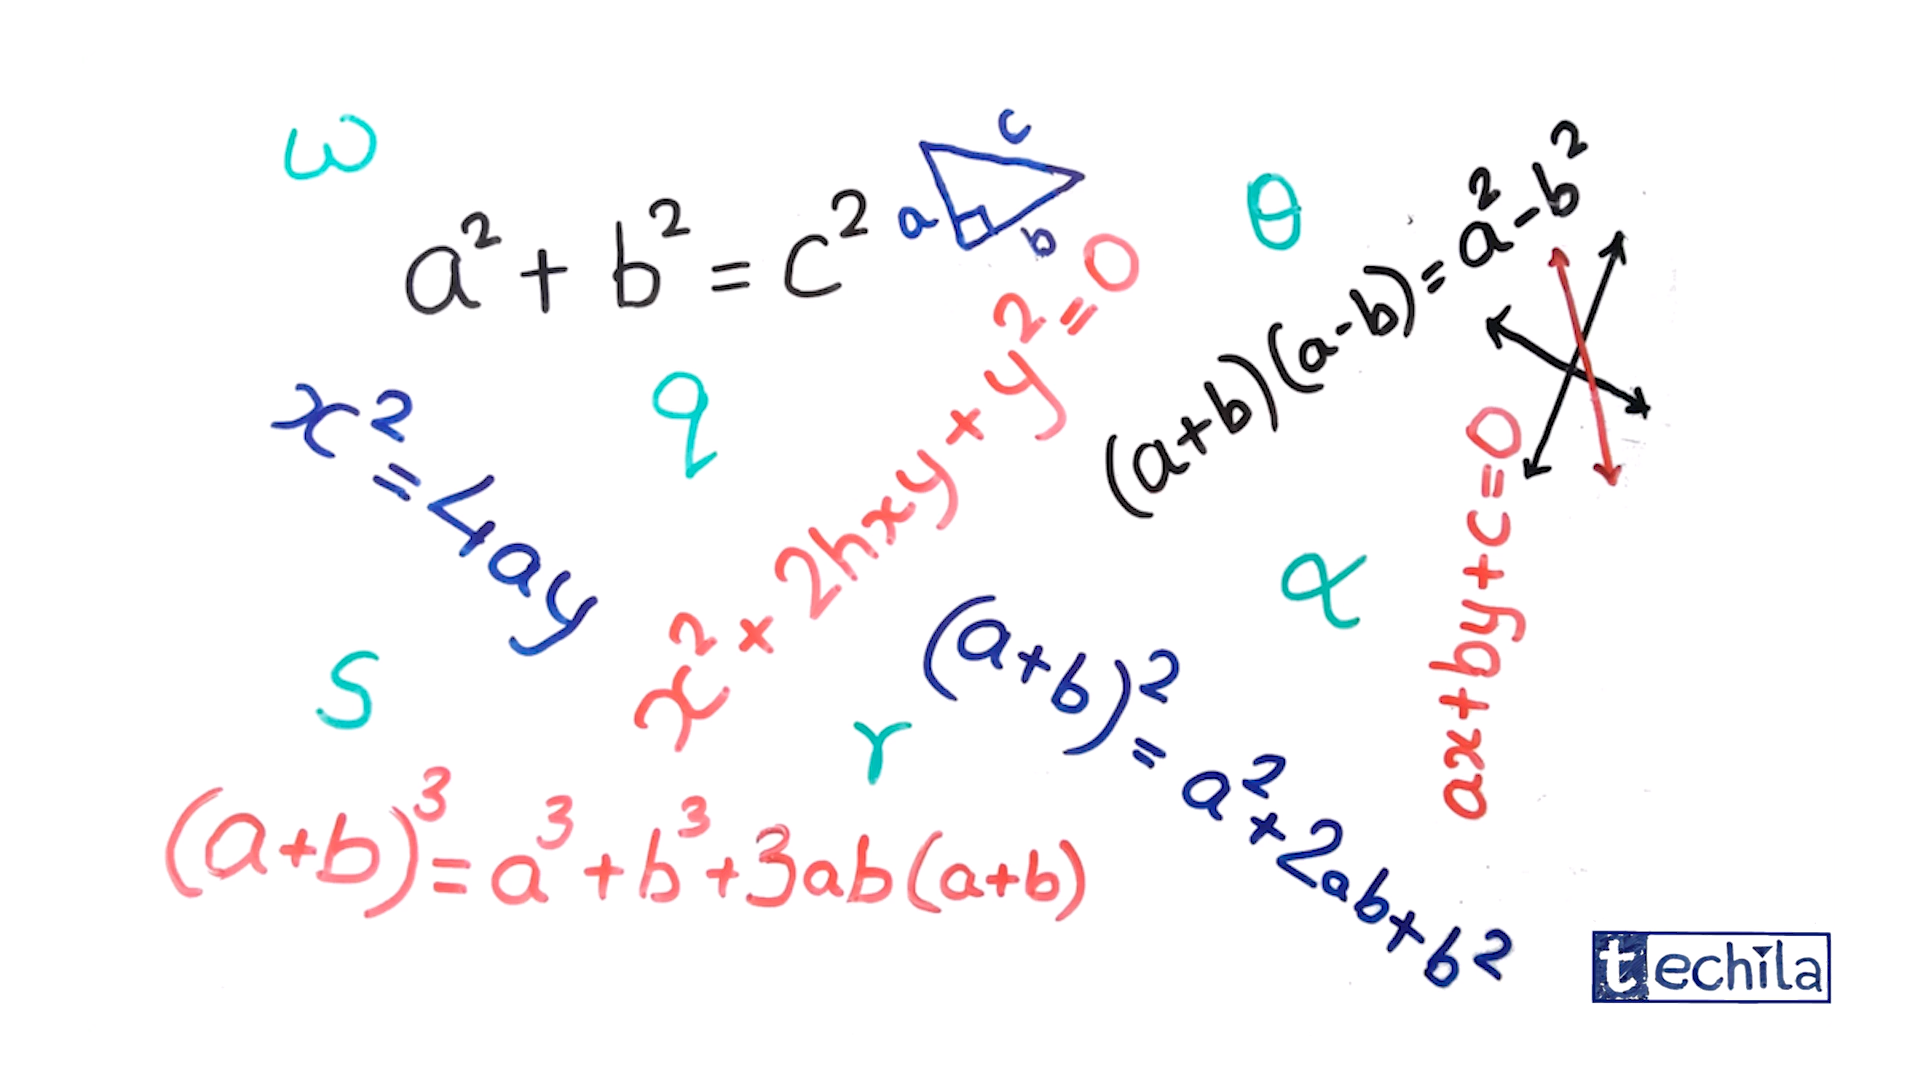 ω
a² + b² = c²
c
a
b
θ
(a+b)(a-b) = a² - b²
x² = 4ay
q
x² + 2hxy + y² = 0
ax + by + c = 0
α
S
r
(a+b)² = a² + 2ab + b²
(a+b)³ = a³ + b³ + 3ab(a+b)
techila